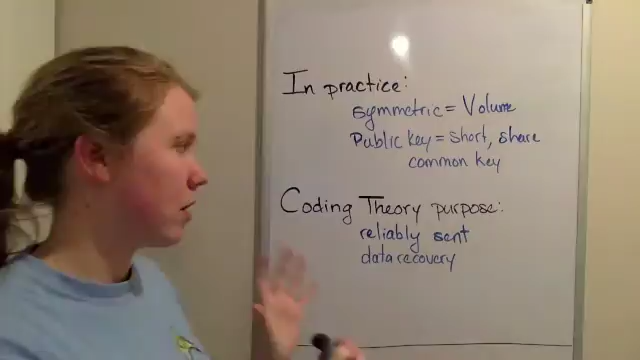 In practice:
symmetric = Volume
Public key = short, share
common key
Coding Theory purpose:
reliably sent
data recovery